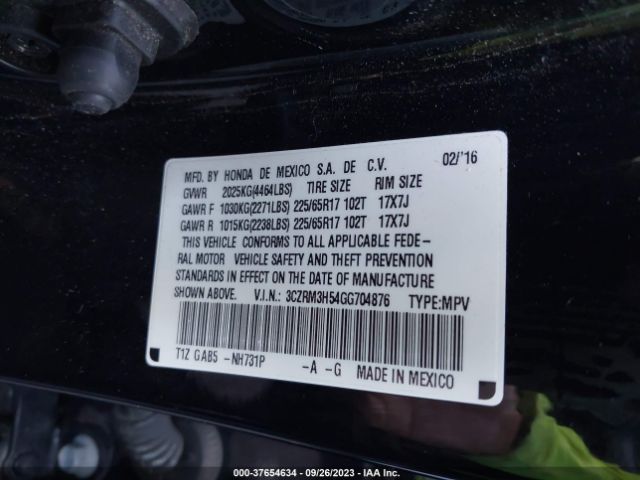 MFD. BY HONDA DE MEXICO S.A. DE C.V. 02/'16
GVWR 2025KG(4464LBS) TIRE SIZE RIM SIZE
GAWR F 1030KG(2271LBS) 225/65R17 102T 17X7J
GAWR R 1015KG(2238LBS) 225/65R17 102T 17X7J
THIS VEHICLE CONFORMS TO ALL APPLICABLE FEDE-
RAL MOTOR VEHICLE SAFETY AND THEFT PREVENTION
STANDARDS IN EFFECT ON THE DATE OF MANUFACTURE
SHOWN ABOVE. V.I.N.: 3CZRM3H54GG704876 TYPE:MPV
T1Z GAB5 -NH731P -A -G MADE IN MEXICO
000-37654634 - 09/26/2023 - IAA Inc.